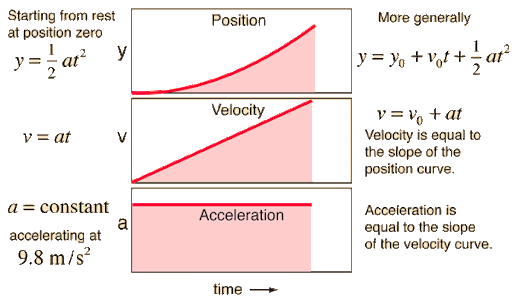 Starting from rest
at position zero
y = 1/2 at²
y
Position
More generally
y = y₀ + v₀t + 1/2 at²
v = at
v
Velocity
v = v₀ + at
Velocity is equal to
the slope of the
position curve.
a = constant
accelerating at
9.8 m/s²
a
Acceleration
Acceleration is
equal to the slope
of the velocity curve.
time